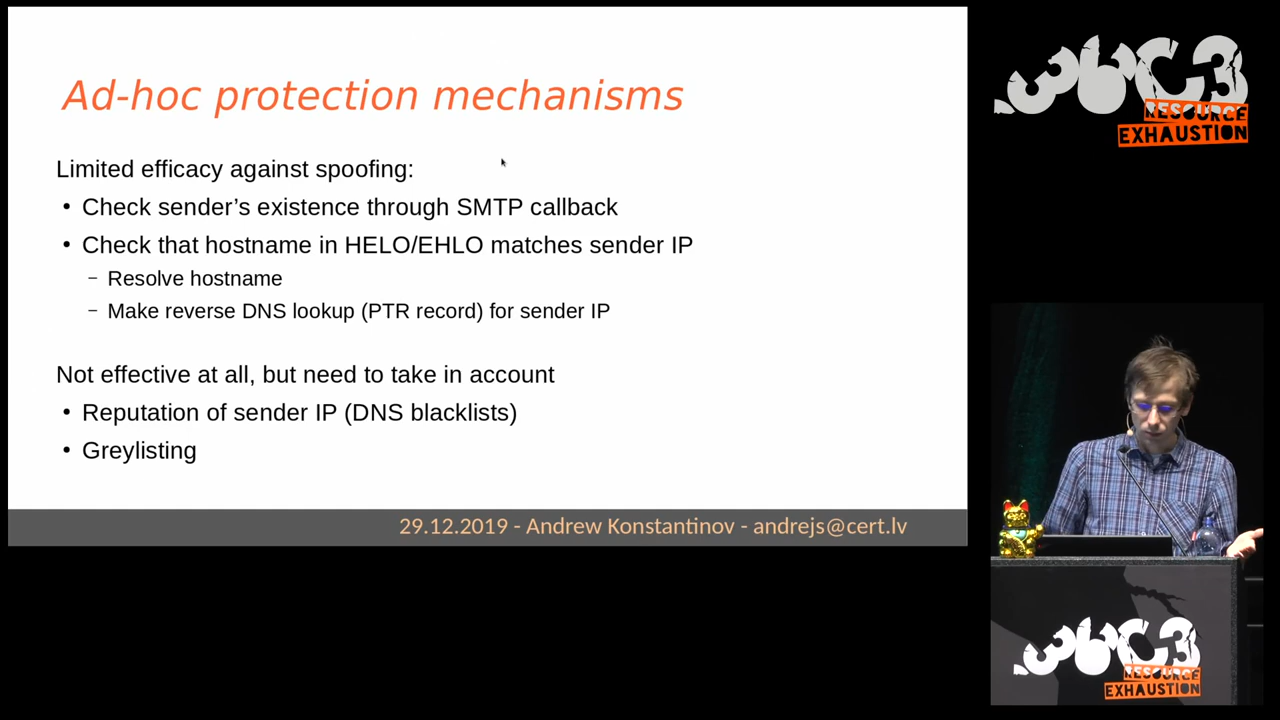 Ad-hoc protection mechanisms
Limited efficacy against spoofing:
• Check sender’s existence through SMTP callback
• Check that hostname in HELO/EHLO matches sender IP
– Resolve hostname
– Make reverse DNS lookup (PTR record) for sender IP
Not effective at all, but need to take in account
• Reputation of sender IP (DNS blacklists)
• Greylisting
29.12.2019 - Andrew Konstantinov - andrejs@cert.lv
36C3
RESOURCE
EXHAUSTION
36C3
RESOURCE
EXHAUSTION